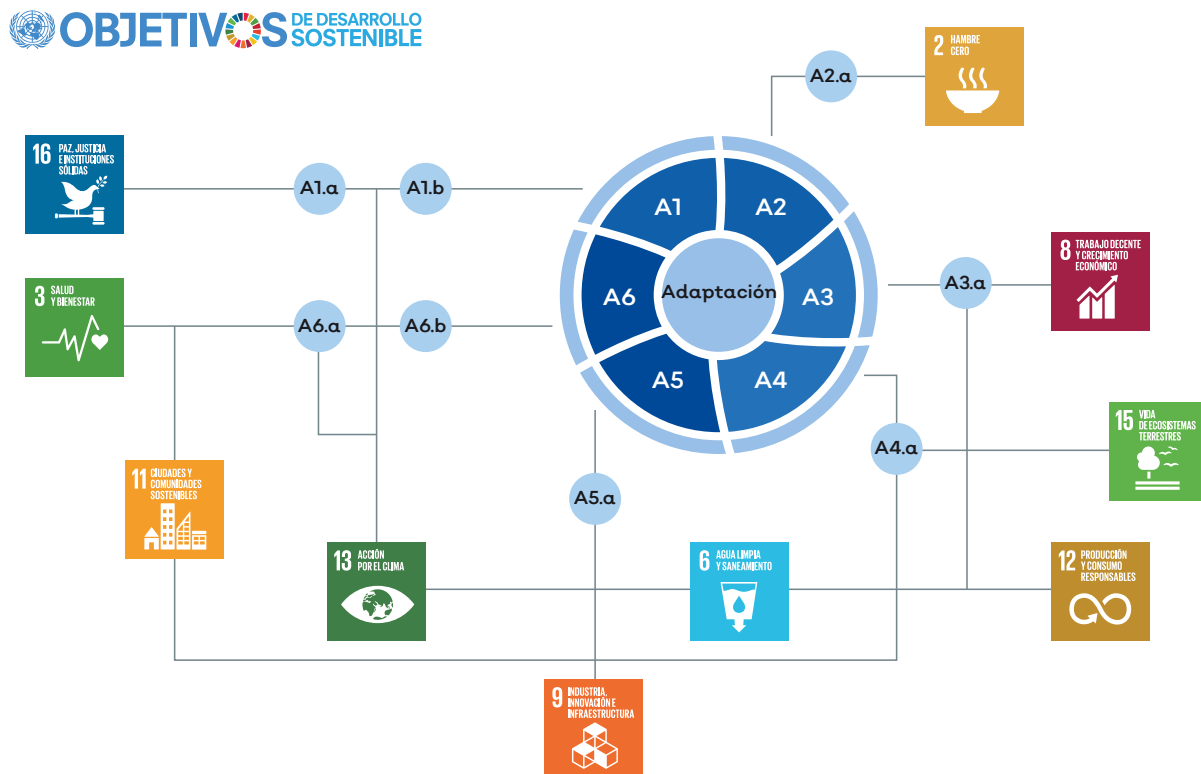 OBJETIVOS DE DESARROLLO
SOSTENIBLE
2 HAMBRE
CERO
A2.a
16 PAZ, JUSTICIA
E INSTITUCIONES
SÓLIDAS
A1.a
A1.b
A1
A2
8 TRABAJO DECENTE
Y CRECIMIENTO
ECONÓMICO
A3.a
3 SALUD
Y BIENESTAR
A6.a
A6.b
A6
Adaptación
A3
A5
A4
15 VIDA
DE ECOSISTEMAS
TERRESTRES
A4.a
11 CIUDADES Y
COMUNIDADES
SOSTENIBLES
A5.a
13 ACCIÓN
POR EL CLIMA
6 AGUA LIMPIA
Y SANEAMIENTO
12 PRODUCCIÓN
Y CONSUMO
RESPONSABLES
9 INDUSTRIA,
INNOVACIÓN E
INFRAESTRUCTURA